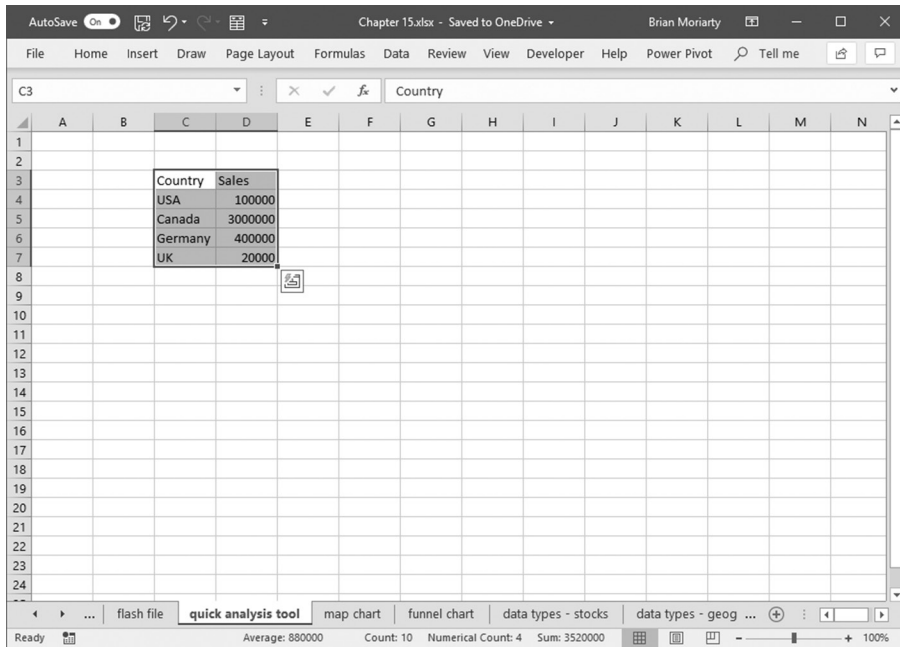 AutoSave On Chapter 15.xlsx - Saved to OneDrive Brian Moriarty
File Home Insert Draw Page Layout Formulas Data Review View Developer Help Power Pivot Tell me
C3 fx Country
A B C D E F G H I J K L M N
1
2
3 Country Sales
4 USA 100000
5 Canada 3000000
6 Germany 400000
7 UK 20000
8
9
10
11
12
13
14
15
16
17
18
19
20
21
22
23
24
... flash file quick analysis tool map chart funnel chart data types - stocks data types - geog ...
Ready Average: 880000 Count: 10 Numerical Count: 4 Sum: 3520000 100%